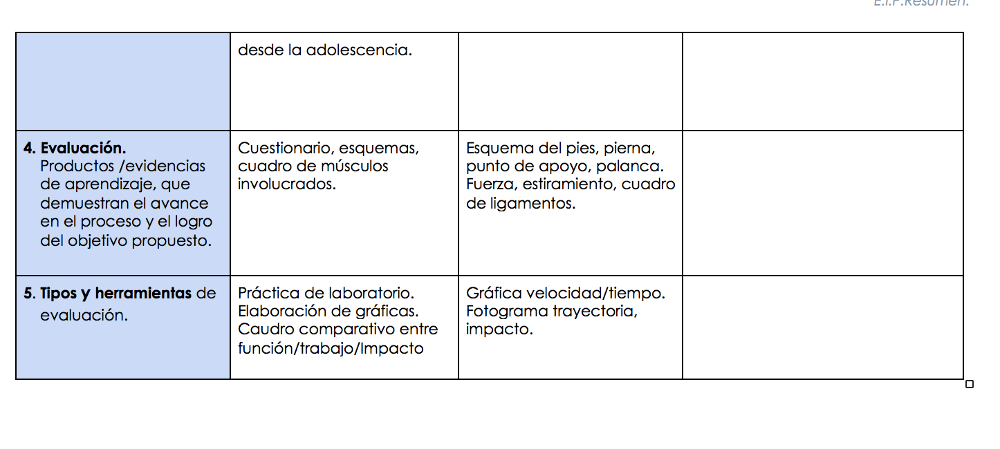 E.I.P.Resumen.
desde la adolescencia.
4. Evaluación.
Productos /evidencias
de aprendizaje, que
demuestran el avance
en el proceso y el logro
del objetivo propuesto.
Cuestionario, esquemas,
cuadro de músculos
involucrados.
Esquema del pies, pierna,
punto de apoyo, palanca.
Fuerza, estiramiento, cuadro
de ligamentos.
5. Tipos y herramientas de
evaluación.
Práctica de laboratorio.
Elaboración de gráficas.
Caudro comparativo entre
función/trabajo/Impacto
Gráfica velocidad/tiempo.
Fotograma trayectoria,
impacto.